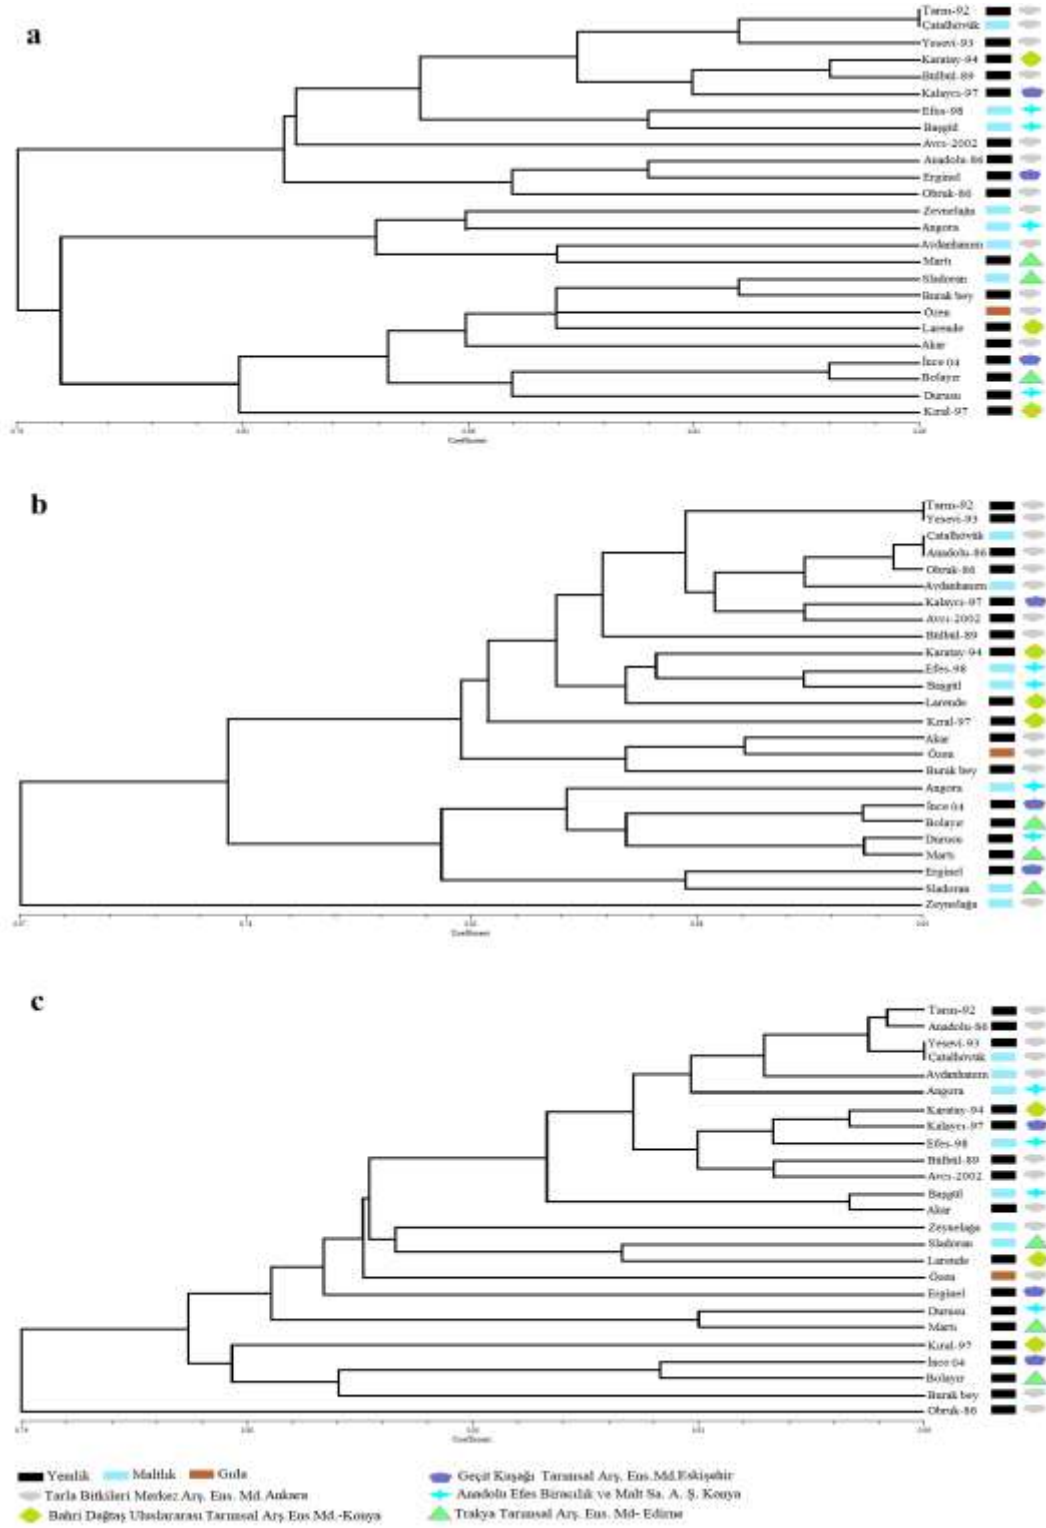 a
Tarm-92
Çatalhöyük
Yesevi-93
Karatay-94
Bülbül-89
Kalaycı-97
Efes-98
Başgül
Avcı-2002
Anadolu-86
Erginel
Obruk-86
Zeynelağa
Angora
Aydanhanım
Martı
Sladoran
Burak bey
Özen
Larende
Akar
İnce 04
Bolayır
Durusu
Kıral-97
Coefficient
b
Tarm-92
Yesevi-93
Çatalhöyük
Anadolu-86
Obruk-86
Aydanhanım
Kalaycı-97
Avcı-2002
Bülbül-89
Karatay-94
Efes-98
Başgül
Larende
Kıral-97
Akar
Özen
Burak bey
Angora
İnce 04
Bolayır
Durusu
Martı
Erginel
Sladoran
Zeynelağa
Coefficient
c
Tarm-92
Anadolu-86
Yesevi-93
Çatalhöyük
Aydanhanım
Angora
Karatay-94
Kalaycı-97
Efes-98
Bülbül-89
Avcı-2002
Başgül
Akar
Zeynelağa
Sladoran
Larende
Özen
Erginel
Durusu
Martı
Kıral-97
İnce 04
Bolayır
Burak bey
Obruk-86
Coefficient
Yemlik Maltlık Gıda
Geçit Kuşağı Tarımsal Arş. Ens.Md.Eskişehir
Tarla Bitkileri Merkez Arş. Ens. Md. Ankara
Anadolu Efes Biracılık ve Malt Sa. A. Ş. Konya
Bahri Dağtaş Uluslararası Tarımsal Arş Ens Md.-Konya
Trakya Tarımsal Arş. Ens. Md- Edirne